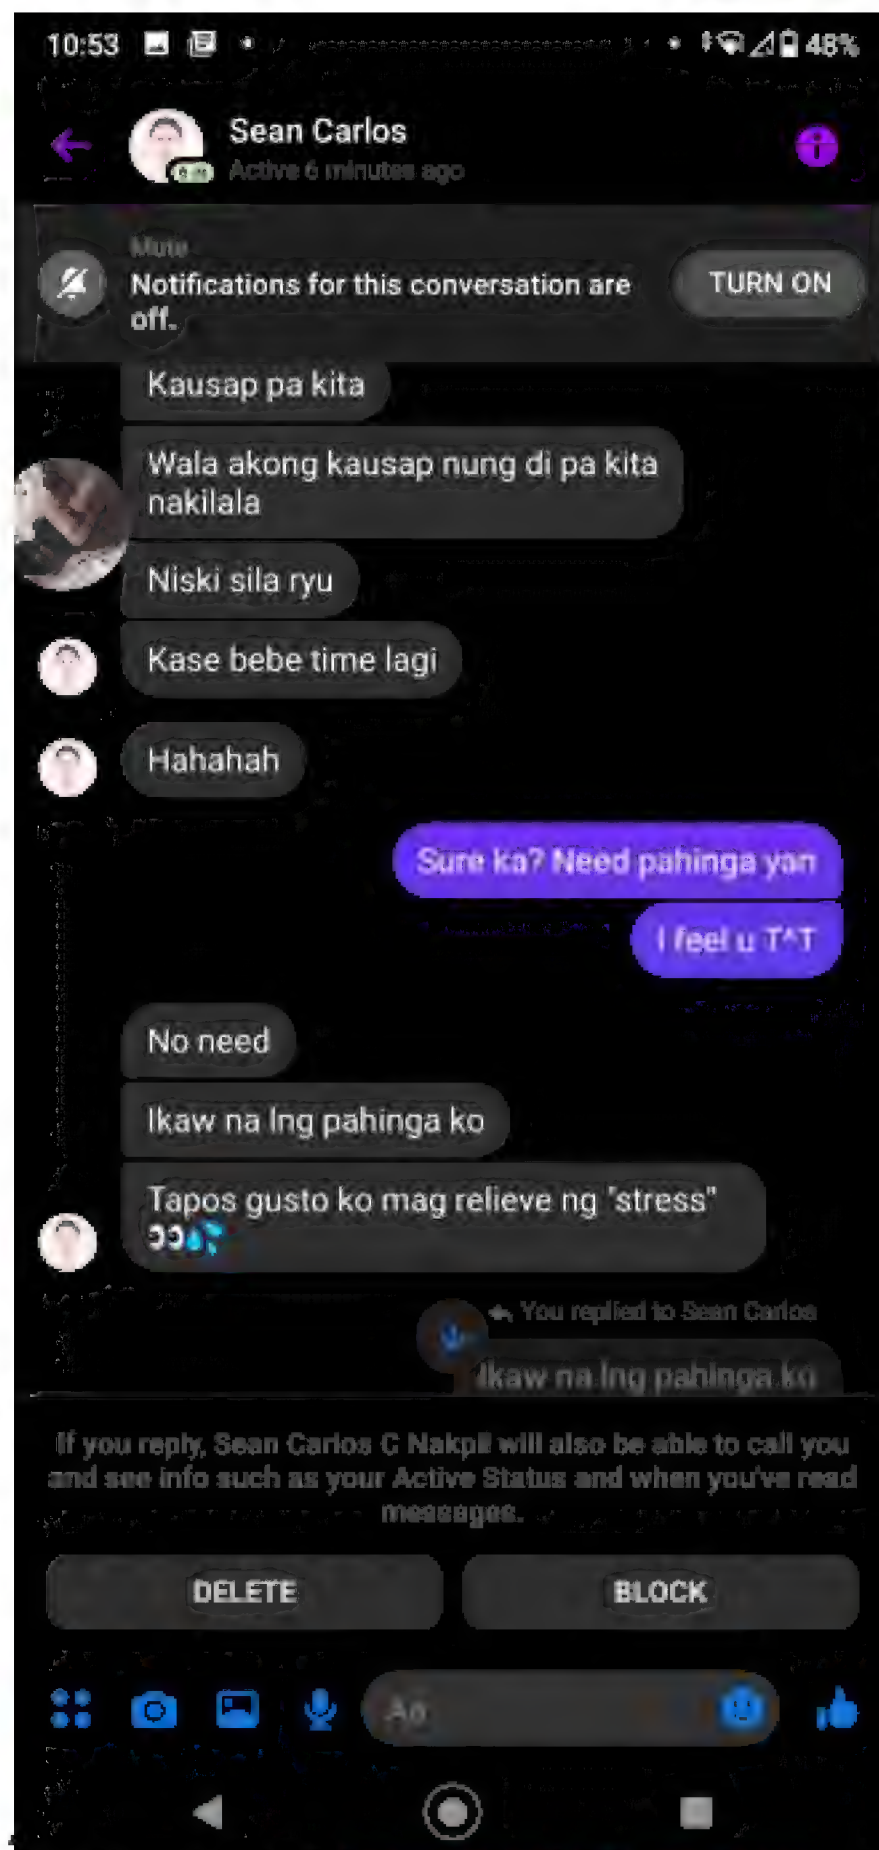 10:53
48%
Sean Carlos
Active 6 minutes ago
Mute
Notifications for this conversation are
off.
TURN ON
Kausap pa kita
Wala akong kausap nung di pa kita
nakilala
Niski sila ryu
Kase bebe time lagi
Hahahah
Sure ka? Need pahinga yan
I feel u T^T
No need
Ikaw na lng pahinga ko
Tapos gusto ko mag relieve ng "stress"
👀💦
You replied to Sean Carlos
Ikaw na lng pahinga ko
If you reply, Sean Carlos C Nakpil will also be able to call you
and see info such as your Active Status and when you've read
messages.
DELETE
BLOCK
Aa